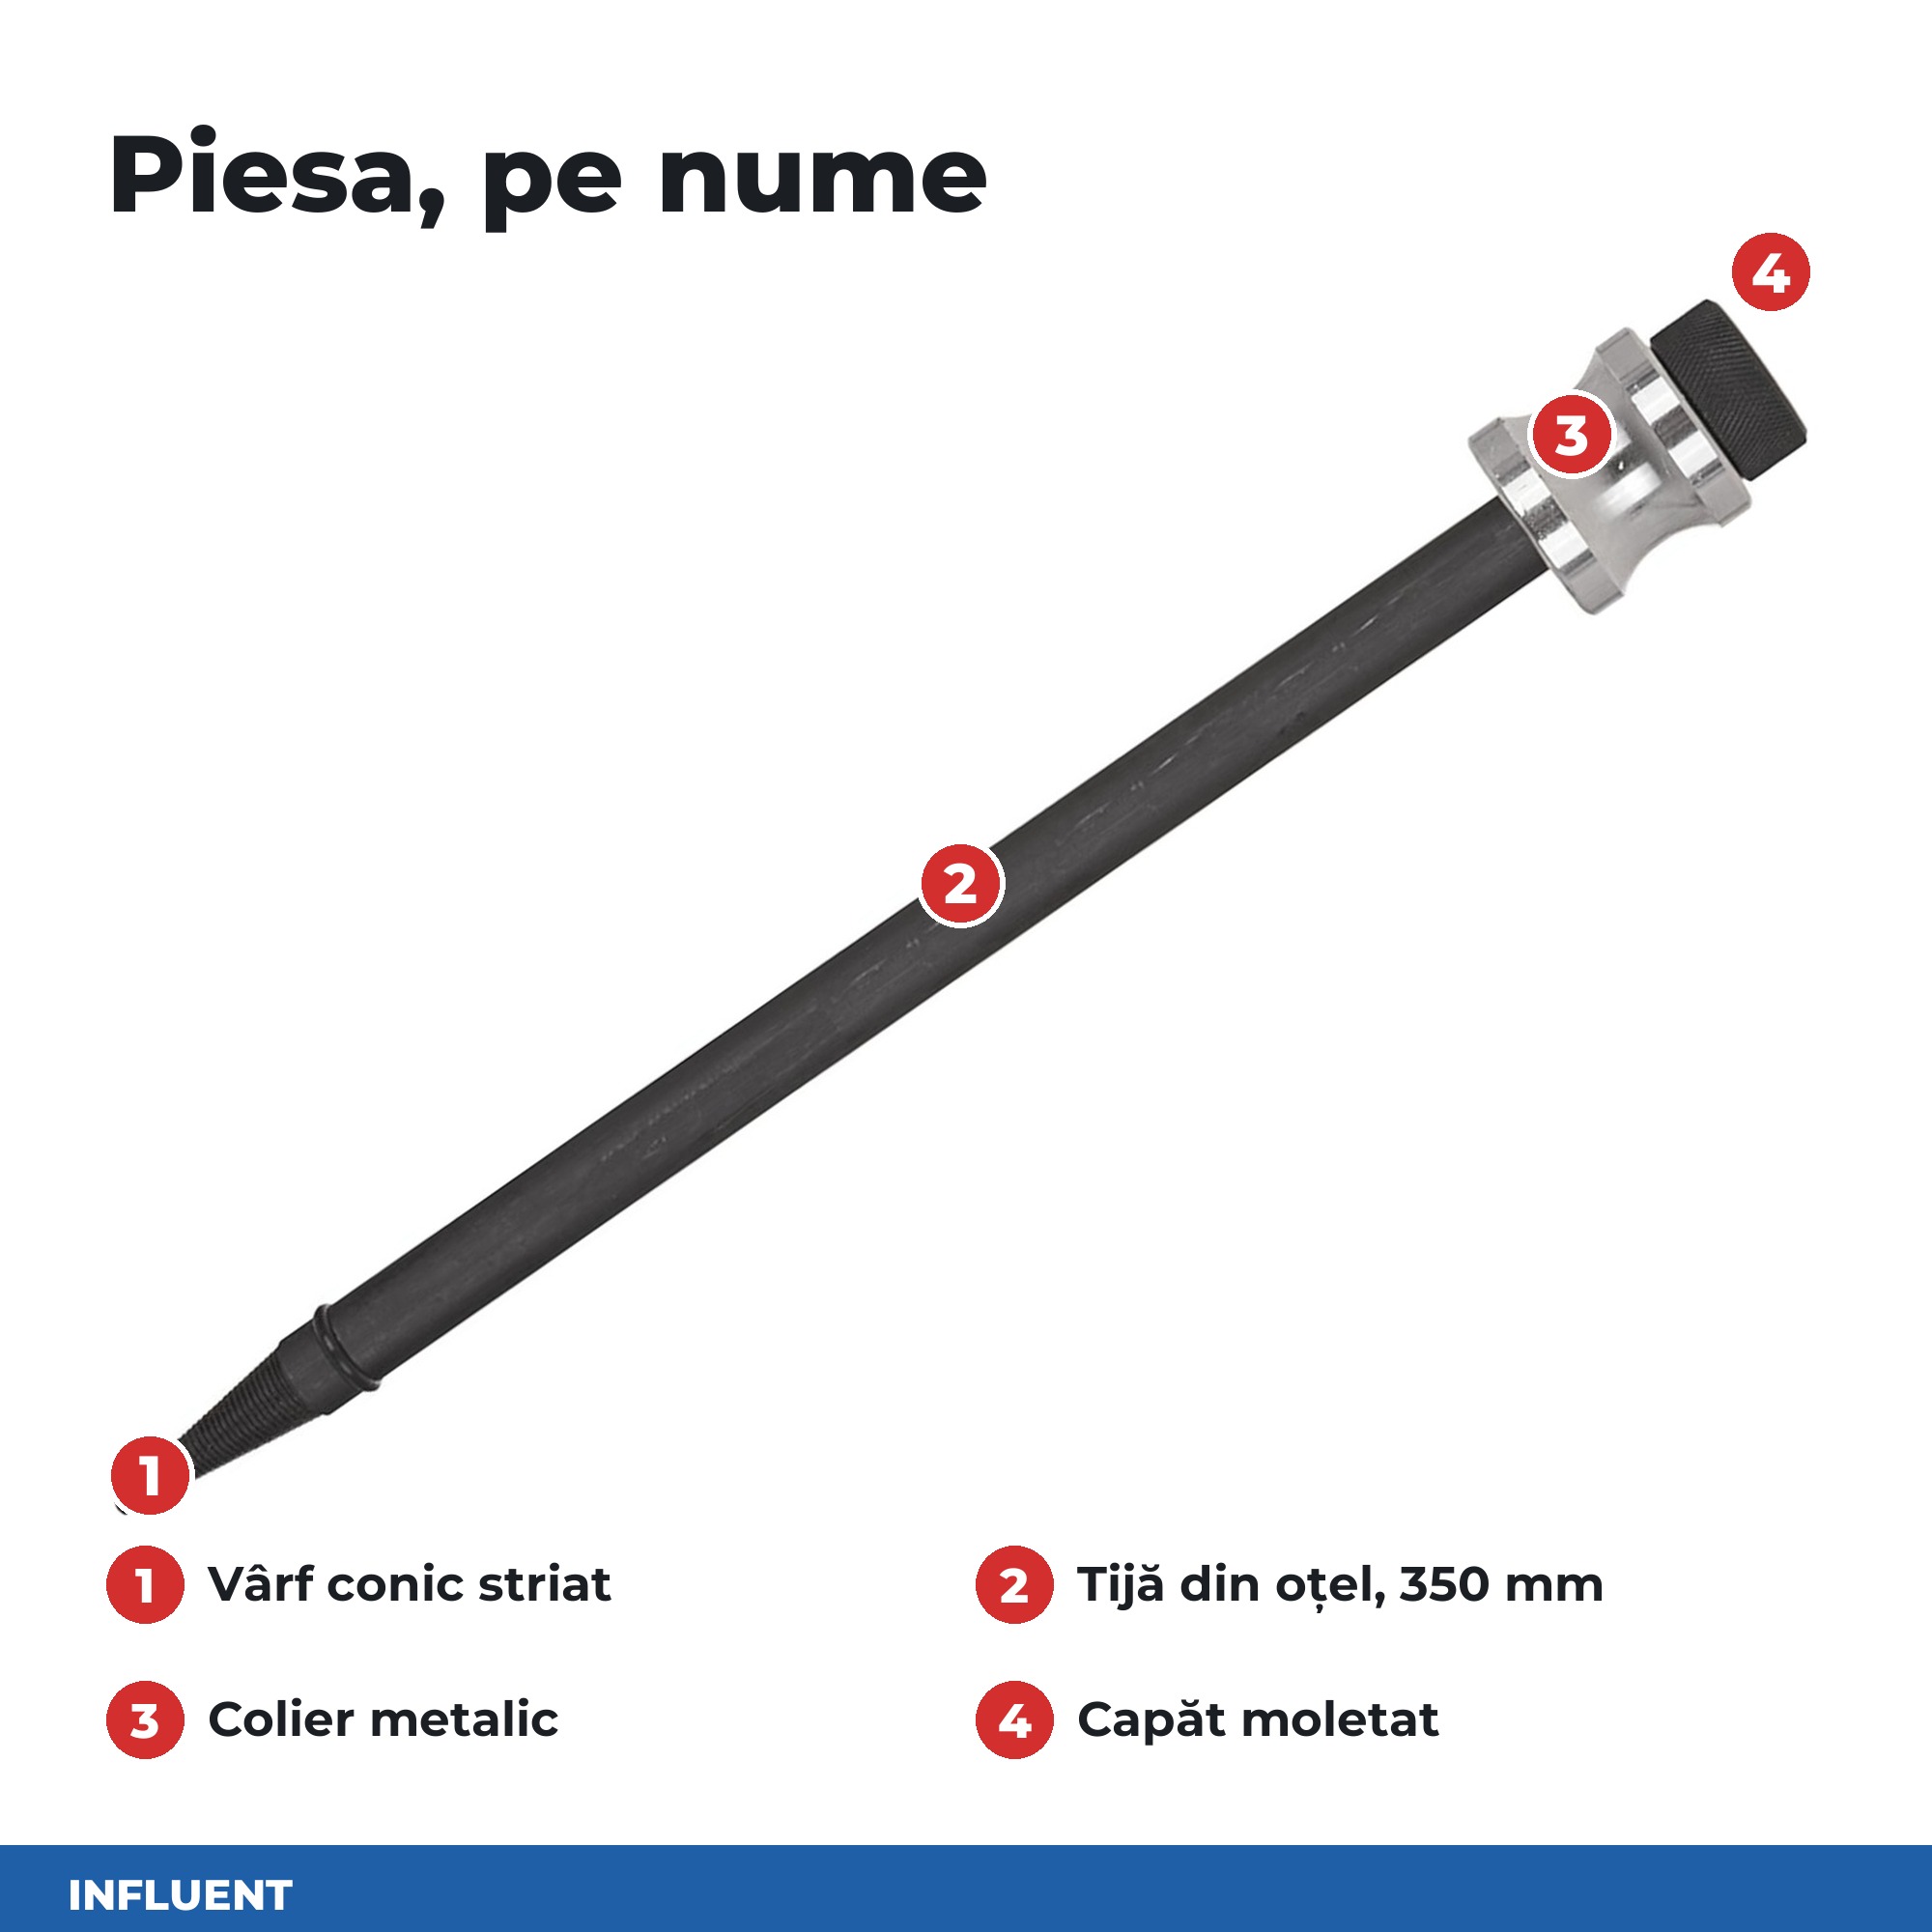 Piesa, pe nume
4
3
2
1
1 Vârf conic striat
2 Tijă din oțel, 350 mm
3 Colier metalic
4 Capăt moletat
INFLUENT